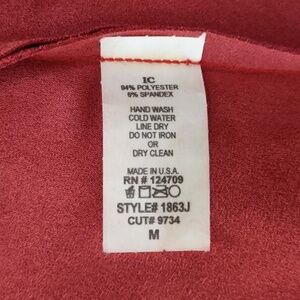 IC
94% POLYESTER
6% SPANDEX
HAND WASH
COLD WATER
LINE DRY
DO NOT IRON
OR
DRY CLEAN
MADE IN U.S.A.
RN # 124709
STYLE# 1863J
CUT# 9734
M